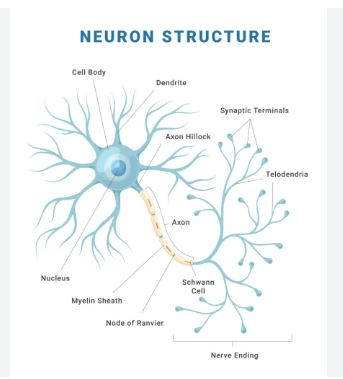 NEURON STRUCTURE
Cell Body
Dendrite
Synaptic Terminals
Axon Hillock
Telodendria
Axon
Nucleus
Schwann
Cell
Myelin Sheath
Node of Ranvier
Nerve Ending